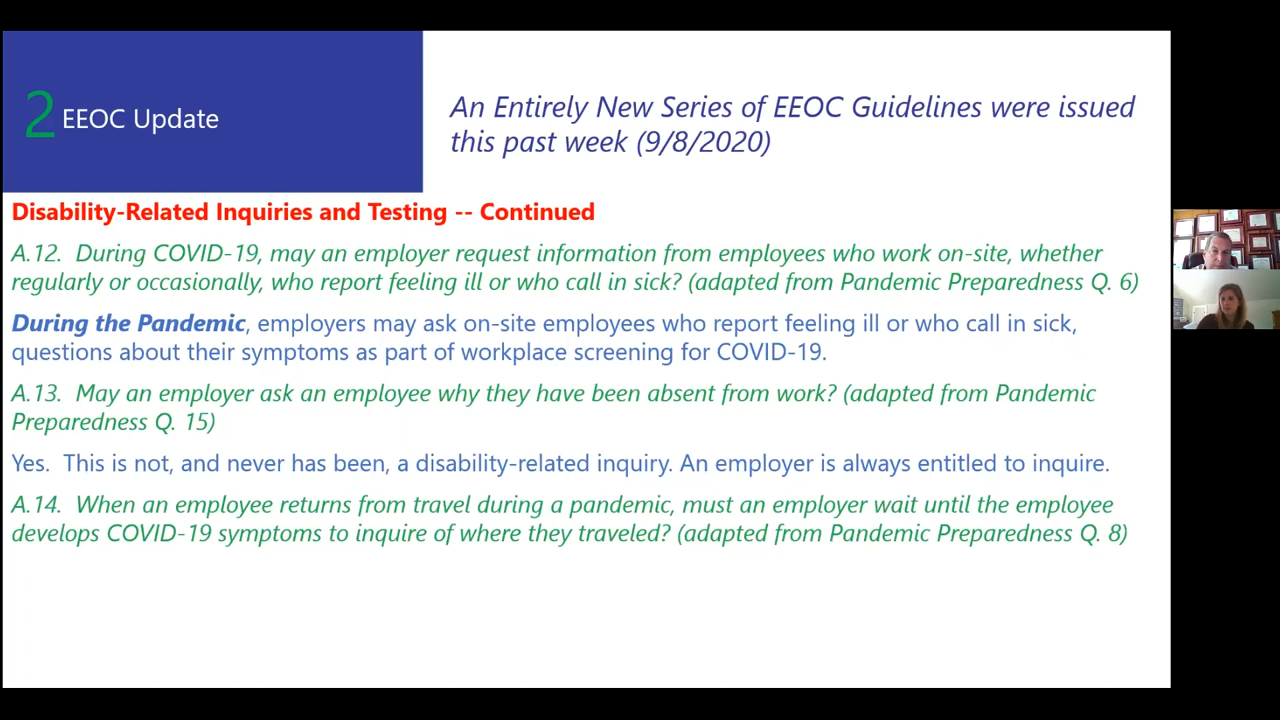 2 EEOC Update
An Entirely New Series of EEOC Guidelines were issued
this past week (9/8/2020)
Disability-Related Inquiries and Testing -- Continued
A.12.  During COVID-19, may an employer request information from employees who work on-site, whether
regularly or occasionally, who report feeling ill or who call in sick? (adapted from Pandemic Preparedness Q. 6)
During the Pandemic, employers may ask on-site employees who report feeling ill or who call in sick,
questions about their symptoms as part of workplace screening for COVID-19.
A.13.  May an employer ask an employee why they have been absent from work? (adapted from Pandemic
Preparedness Q. 15)
Yes.  This is not, and never has been, a disability-related inquiry. An employer is always entitled to inquire.
A.14.  When an employee returns from travel during a pandemic, must an employer wait until the employee
develops COVID-19 symptoms to inquire of where they traveled? (adapted from Pandemic Preparedness Q. 8)